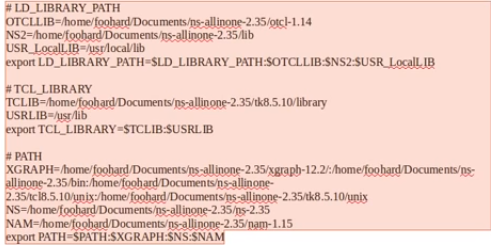 # LD_LIBRARY_PATH
OTCLLIB=/home/foohard/Documents/ns-allinone-2.35/otcl-1.14
NS2=/home/foohard/Documents/ns-allinone-2.35/lib
USR_LocalLIB=/usr/local/lib
export LD_LIBRARY_PATH=$LD_LIBRARY_PATH:$OTCLLIB:$NS2:$USR_LocalLIB
# TCL_LIBRARY
TCLIB=/home/foohard/Documents/ns-allinone-2.35/tk8.5.10/library
USRLIB=/usr/lib
export TCL_LIBRARY=$TCLIB:$USRLIB
# PATH
XGRAPH=/home/foohard/Documents/ns-allinone-2.35/xgraph-12.2/:/home/foohard/Documents/ns-
allinone-2.35/bin:/home/foohard/Documents/ns-allinone-
2.35/tcl8.5.10/unix:/home/foohard/Documents/ns-allinone-2.35/tk8.5.10/unix
NS=/home/foohard/Documents/ns-allinone-2.35/ns-2.35
NAM=/home/foohard/Documents/ns-allinone-2.35/nam-1.15
export PATH=$PATH:$XGRAPH:$NS:$NAM